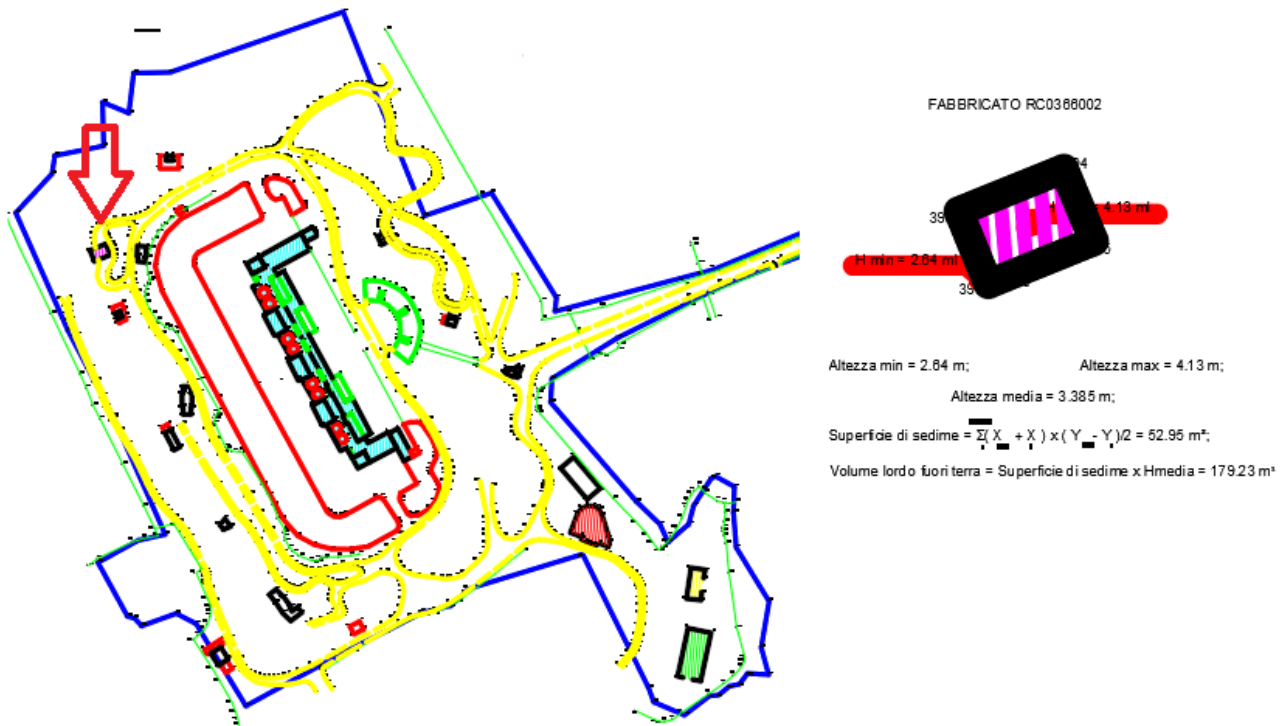 FABBRICATO RC0366002
4.13 ml
39
H min = 2.64 ml
39
Altezza min = 2.64 m; Altezza max = 4.13 m;
Altezza media = 3.385 m;
Superficie di sedime = Σ( X + X ) x ( Y - Y )/2 = 52.95 m²;
Volume lordo fuori terra = Superficie di sedime x Hmedia = 179.23 m³